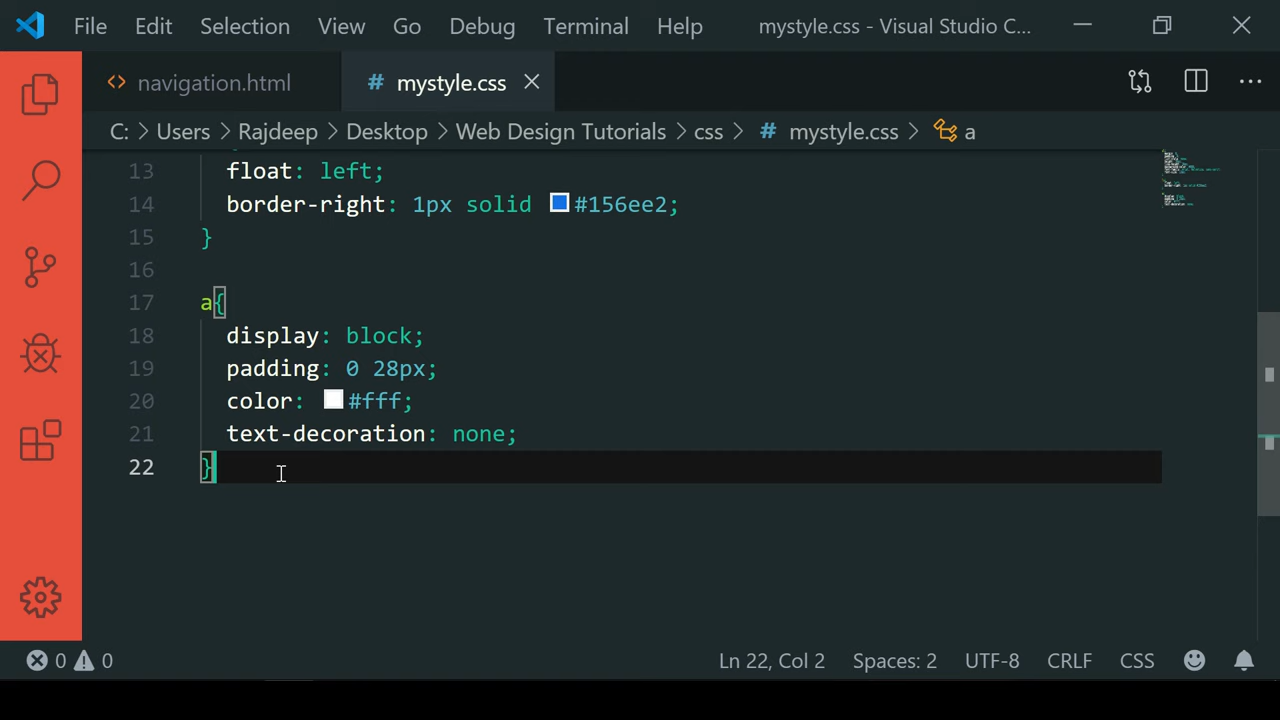 File Edit Selection View Go Debug Terminal Help mystyle.css - Visual Studio C...
<> navigation.html # mystyle.css ×
C: > Users > Rajdeep > Desktop > Web Design Tutorials > css > # mystyle.css > a
13 float: left;
14 border-right: 1px solid #156ee2;
15 }
16
17 a{
18 display: block;
19 padding: 0 28px;
20 color: #fff;
21 text-decoration: none;
22 }
0 0 Ln 22, Col 2 Spaces: 2 UTF-8 CRLF CSS